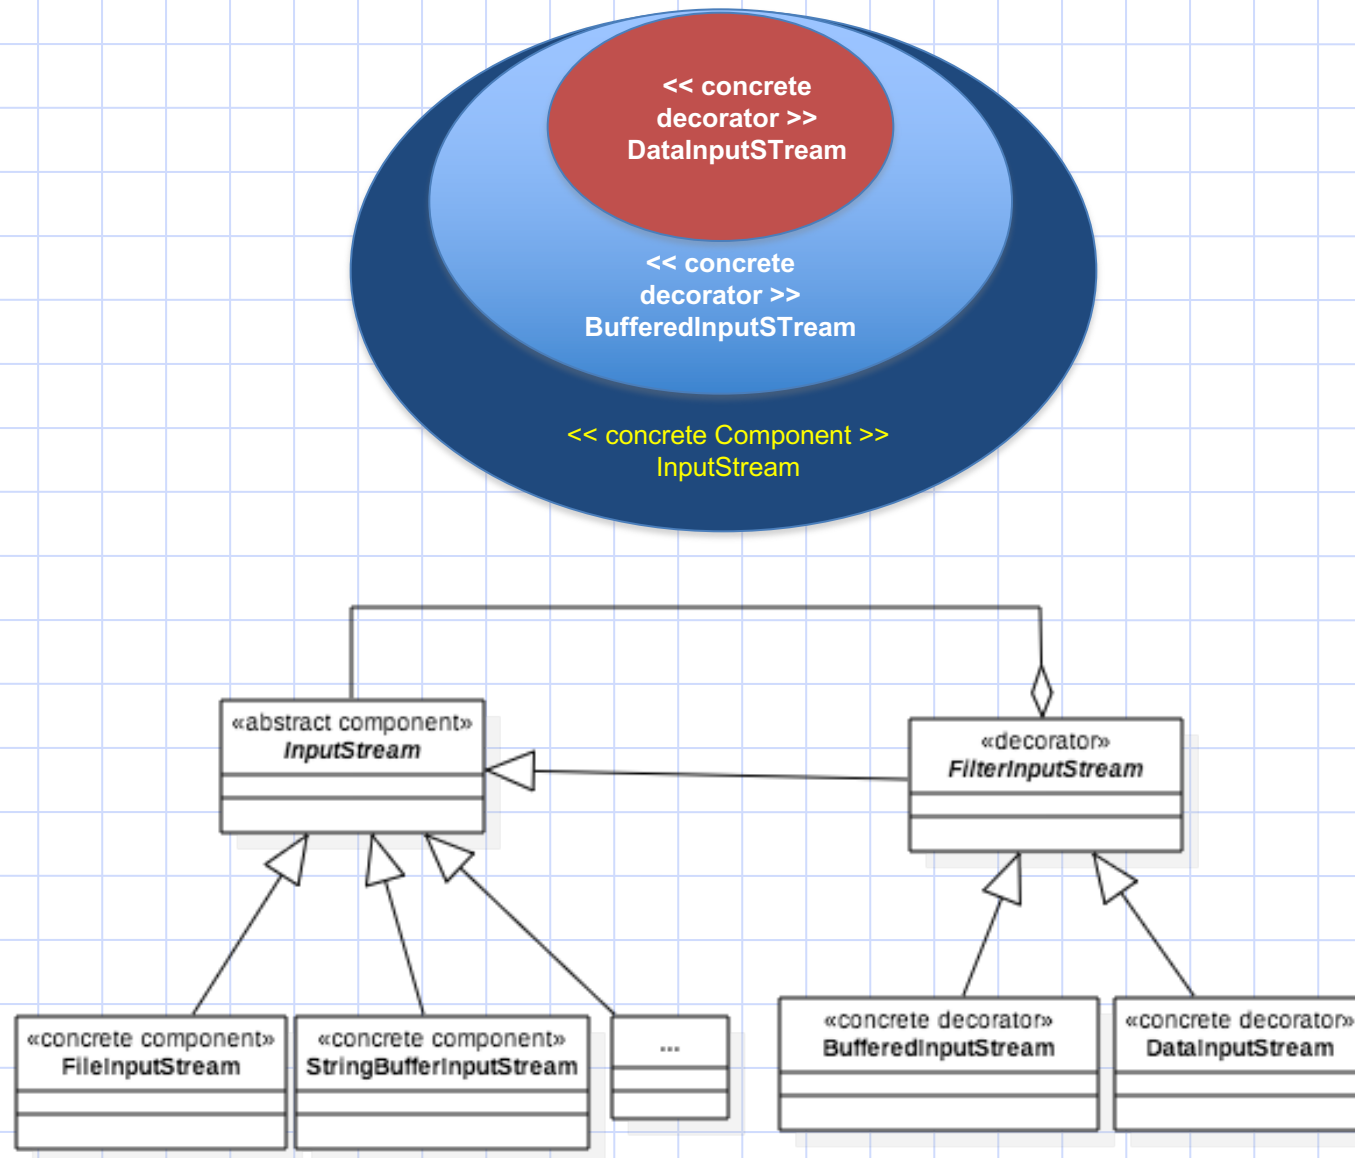 << concrete
decorator >>
DataInputSTream
<< concrete
decorator >>
BufferedInputSTream
<< concrete Component >>
InputStream
«abstract component»
InputStream
«decorator»
FilterInputStream
«concrete component»
FileInputStream
«concrete component»
StringBufferInputStream
...
«concrete decorator»
BufferedInputStream
«concrete decorator»
DataInputStream